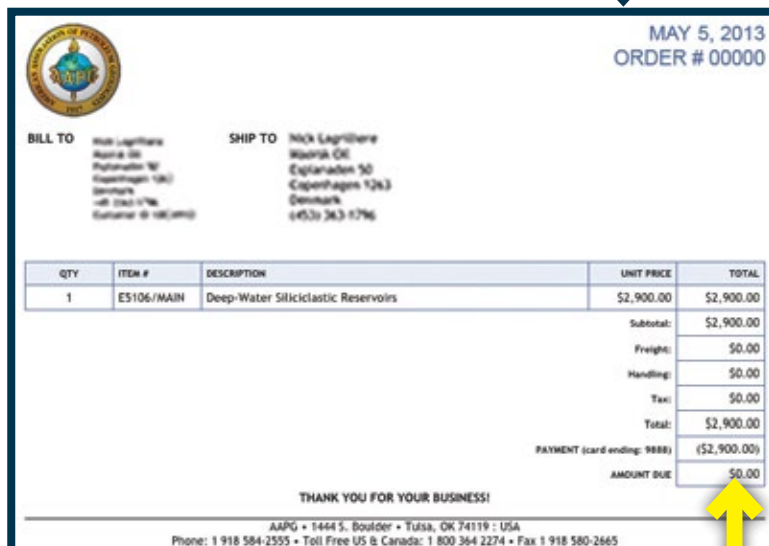 MAY 5, 2013
ORDER # 00000
AAPG
1917
BILL TO
SHIP TO
Esplanaden 50
Copenhagen 1263
Denmark
(453) 363-1796
QTY ITEM # DESCRIPTION UNIT PRICE TOTAL
1 E5106/MAIN Deep-Water Siliciclastic Reservoirs $2,900.00 $2,900.00
Subtotal: $2,900.00
Freight: $0.00
Handling: $0.00
Tax: $0.00
Total: $2,900.00
PAYMENT (card ending: 9888) ($2,900.00)
AMOUNT DUE $0.00
THANK YOU FOR YOUR BUSINESS!
AAPG • 1444 S. Boulder • Tulsa, OK 74119 : USA
Phone: 1 918 584-2555 • Toll Free US & Canada: 1 800 364 2274 • Fax 1 918 580-2665